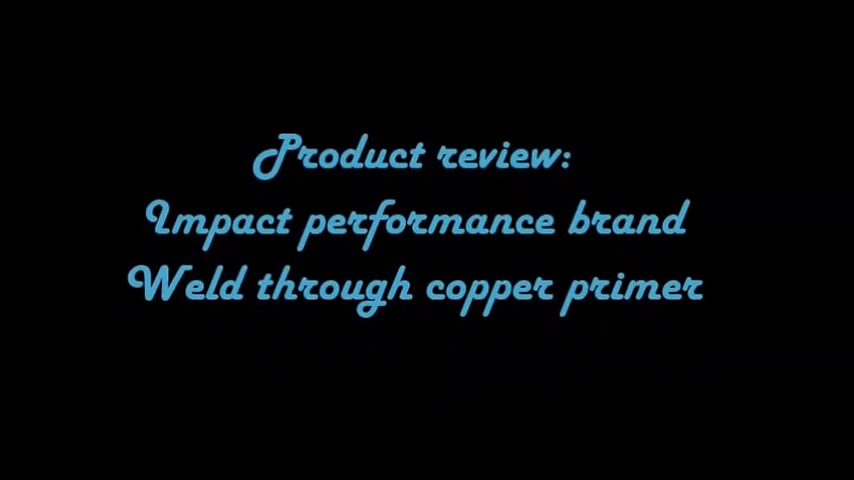 Product review:
Impact performance brand
Weld through copper primer